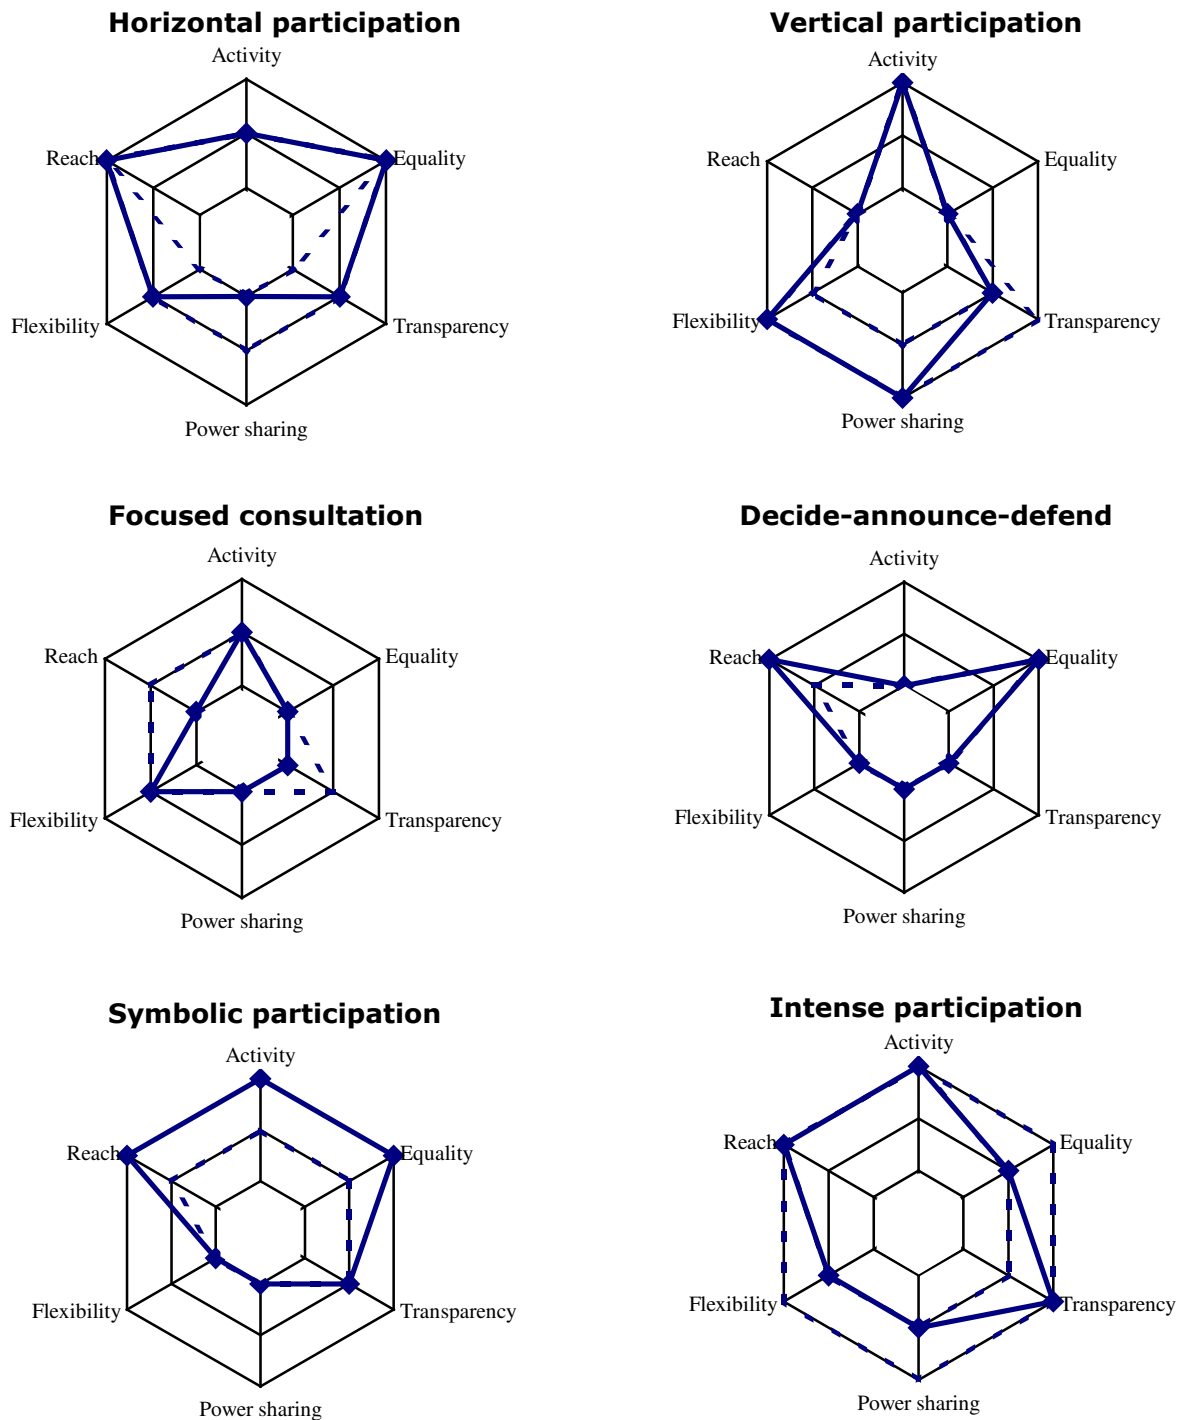 Horizontal participation
Activity
Reach
Equality
Flexibility
Transparency
Power sharing
Vertical participation
Activity
Reach
Equality
Flexibility
Transparency
Power sharing
Focused consultation
Activity
Reach
Equality
Flexibility
Transparency
Power sharing
Decide-announce-defend
Activity
Reach
Equality
Flexibility
Transparency
Power sharing
Symbolic participation
Activity
Reach
Equality
Flexibility
Transparency
Power sharing
Intense participation
Activity
Reach
Equality
Flexibility
Transparency
Power sharing